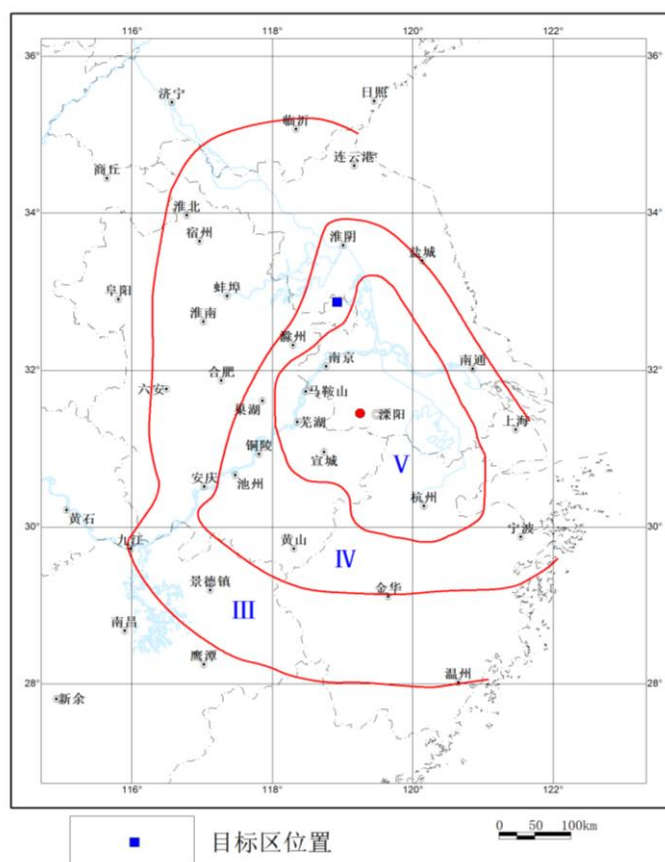 116° 118° 120° 122°
36° 36°
日照
济宁
临沂
连云港
商丘
34° 淮北 34°
淮阴
宿州
盐城
蚌埠
阜阳
淮南
滁州
32° 南京 南通 32°
合肥
六安 马鞍山
巢湖
芜湖 溧阳
上海
铜陵
宣城 V
安庆 池州
杭州
黄石
30° 30°
九江 黄山 宁波
IV
景德镇 金华
III
南昌
鹰潭
28° 温州 28°
新余
116° 118° 120° 122°
目标区位置
0 50 100km